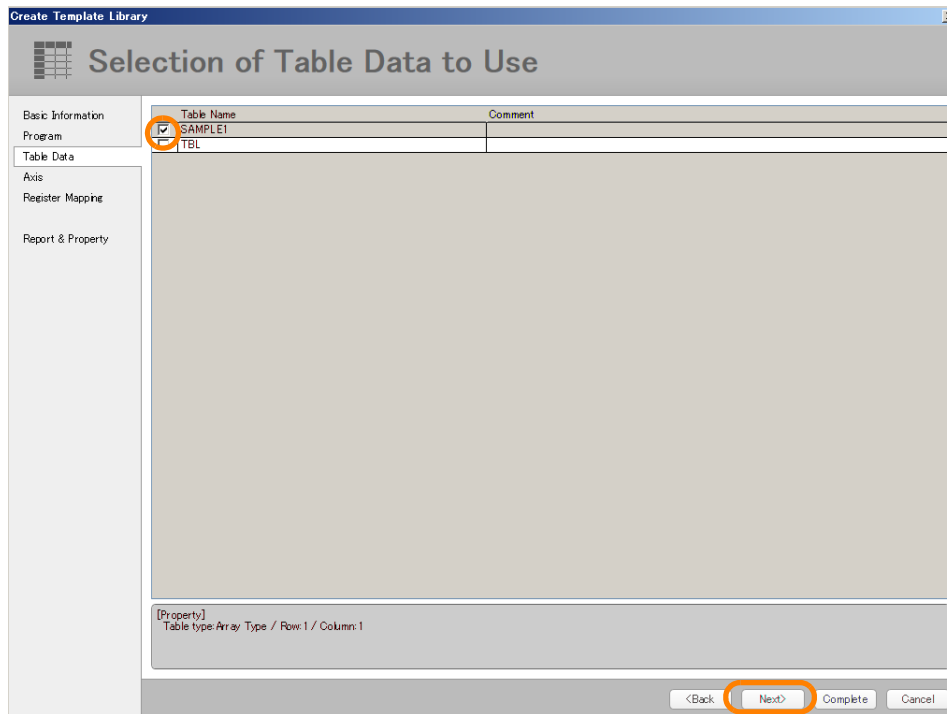 Create Template Library
Selection of Table Data to Use
Basic Information
Program
Table Data
Axis
Register Mapping
Report & Property
Table Name Comment
SAMPLE1
TBL
[Property]
Table type:Array Type / Row:1 / Column:1
<Back Next> Complete Cancel